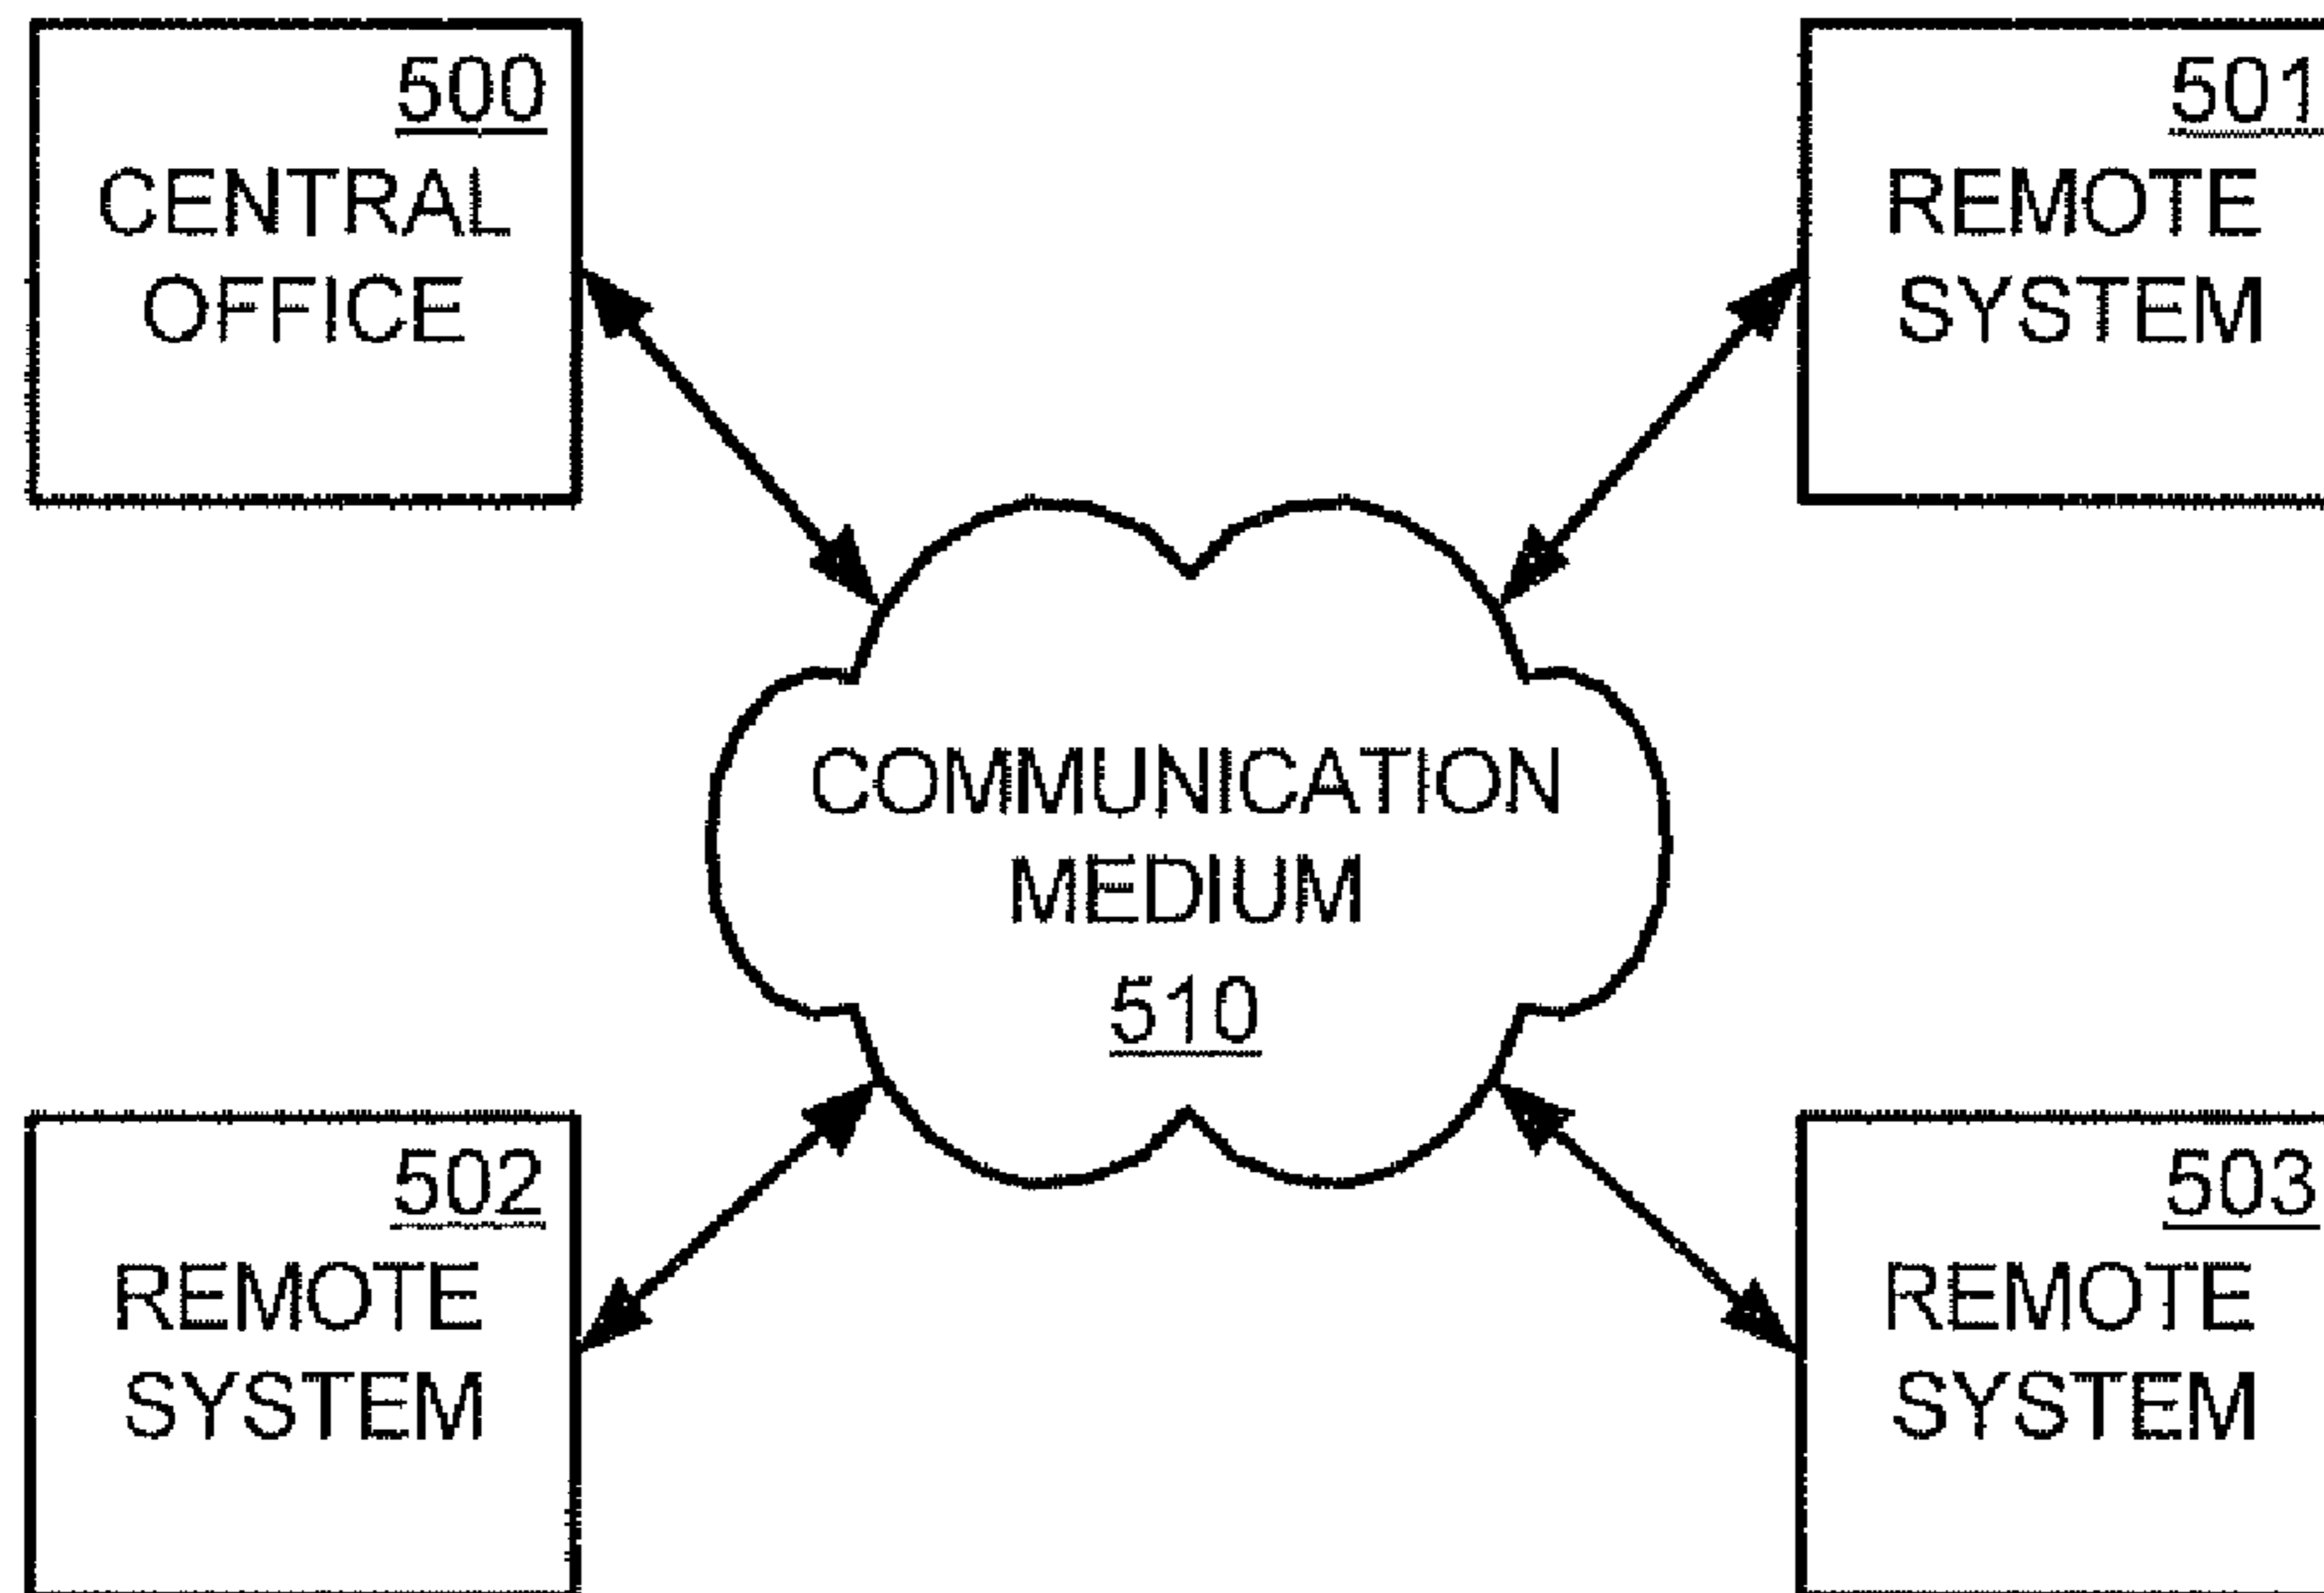 500
CENTRAL
OFFICE
501
REMOTE
SYSTEM
COMMUNICATION
MEDIUM
510
502
REMOTE
SYSTEM
503
REMOTE
SYSTEM